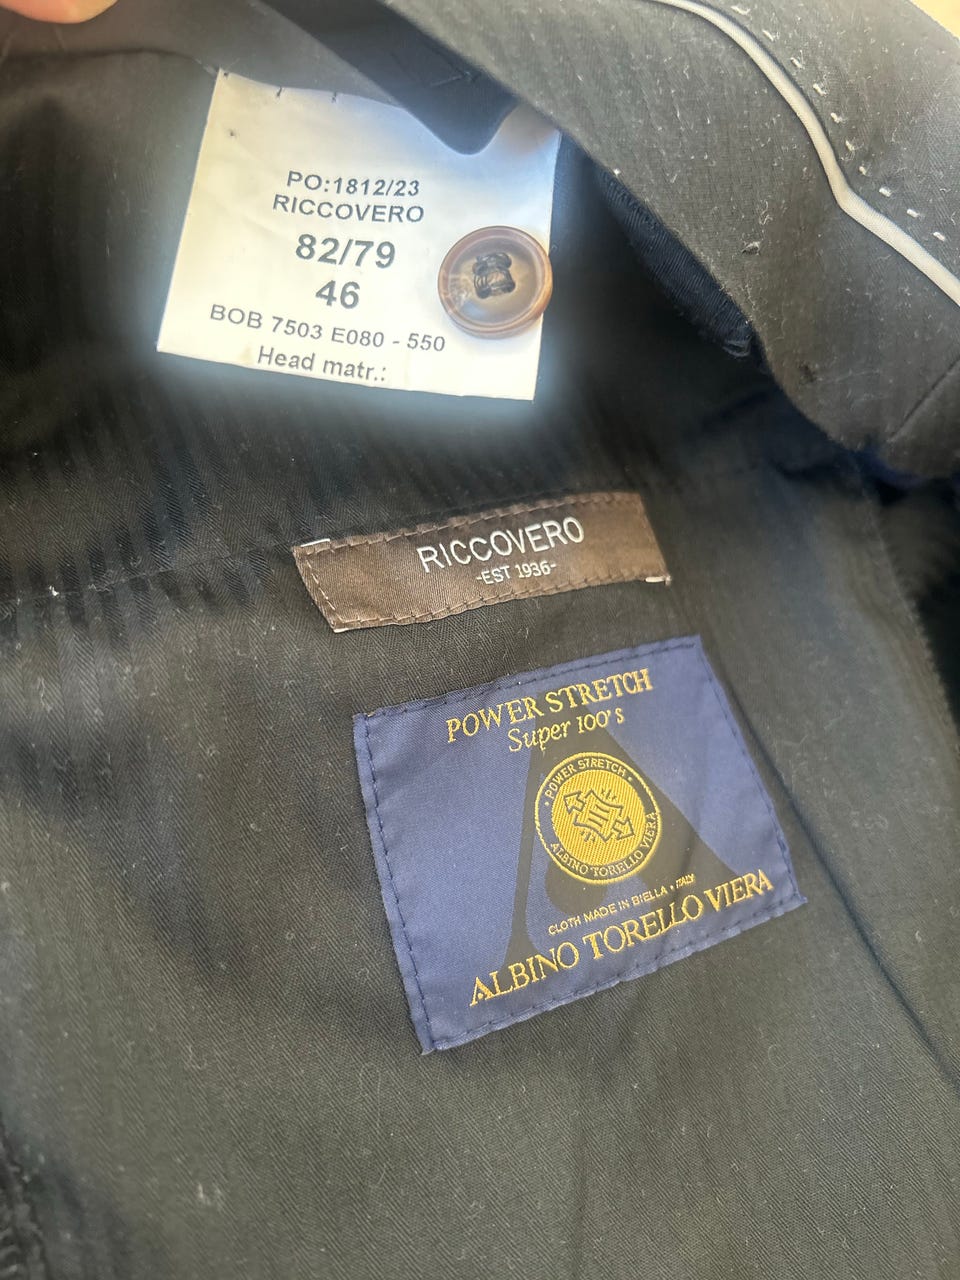 PO:1812/23
RICCOVERO
82/79
46
BOB 7503 E080 - 550
Head matr.:
RICCOVERO
-EST 1936-
POWER STRETCH
Super 100's
• POWER STRETCH •
ALBINO TORELLO VIERA
CLOTH MADE IN BIELLA • ITALY
ALBINO TORELLO VIERA